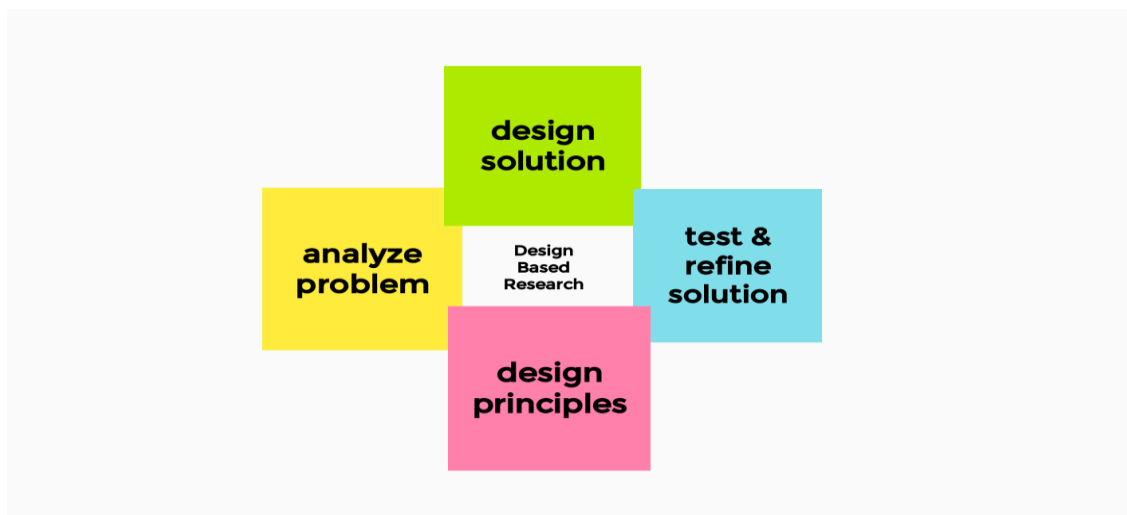 design
solution
analyze
problem
Design
Based
Research
test &
refine
solution
design
principles